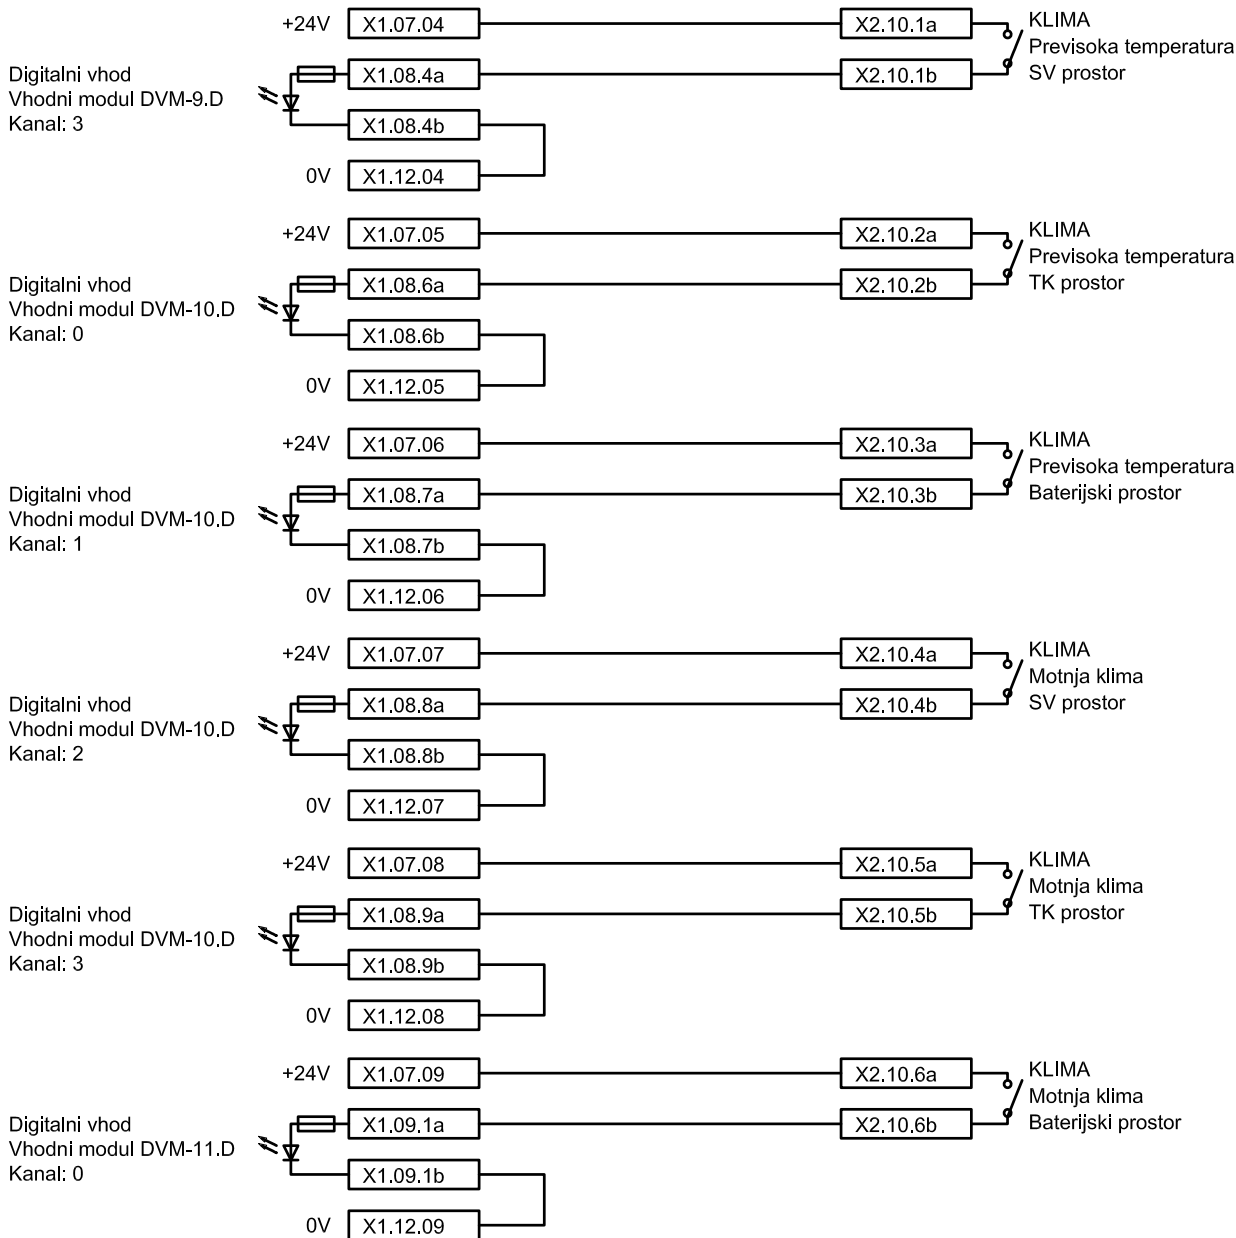 +24V X1.07.04 X2.10.1a KLIMA
Previsoka temperatura
Digitalni vhod X1.08.4a X2.10.1b SV prostor
Vhodni modul DVM-9.D
Kanal: 3 X1.08.4b
0V X1.12.04
+24V X1.07.05 X2.10.2a KLIMA
Previsoka temperatura
Digitalni vhod X1.08.6a X2.10.2b TK prostor
Vhodni modul DVM-10.D
Kanal: 0 X1.08.6b
0V X1.12.05
+24V X1.07.06 X2.10.3a KLIMA
Previsoka temperatura
Digitalni vhod X1.08.7a X2.10.3b Baterijski prostor
Vhodni modul DVM-10.D
Kanal: 1 X1.08.7b
0V X1.12.06
+24V X1.07.07 X2.10.4a KLIMA
Motnja klima
Digitalni vhod X1.08.8a X2.10.4b SV prostor
Vhodni modul DVM-10.D
Kanal: 2 X1.08.8b
0V X1.12.07
+24V X1.07.08 X2.10.5a KLIMA
Motnja klima
Digitalni vhod X1.08.9a X2.10.5b TK prostor
Vhodni modul DVM-10.D
Kanal: 3 X1.08.9b
0V X1.12.08
+24V X1.07.09 X2.10.6a KLIMA
Motnja klima
Digitalni vhod X1.09.1a X2.10.6b Baterijski prostor
Vhodni modul DVM-11.D
Kanal: 0 X1.09.1b
0V X1.12.09